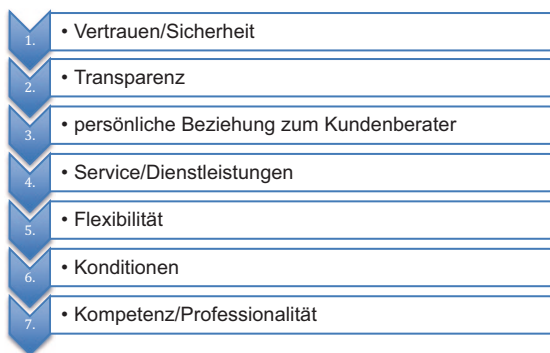 1. • Vertrauen/Sicherheit
2. • Transparenz
3. • persönliche Beziehung zum Kundenberater
4. • Service/Dienstleistungen
5. • Flexibilität
6. • Konditionen
7. • Kompetenz/Professionalität